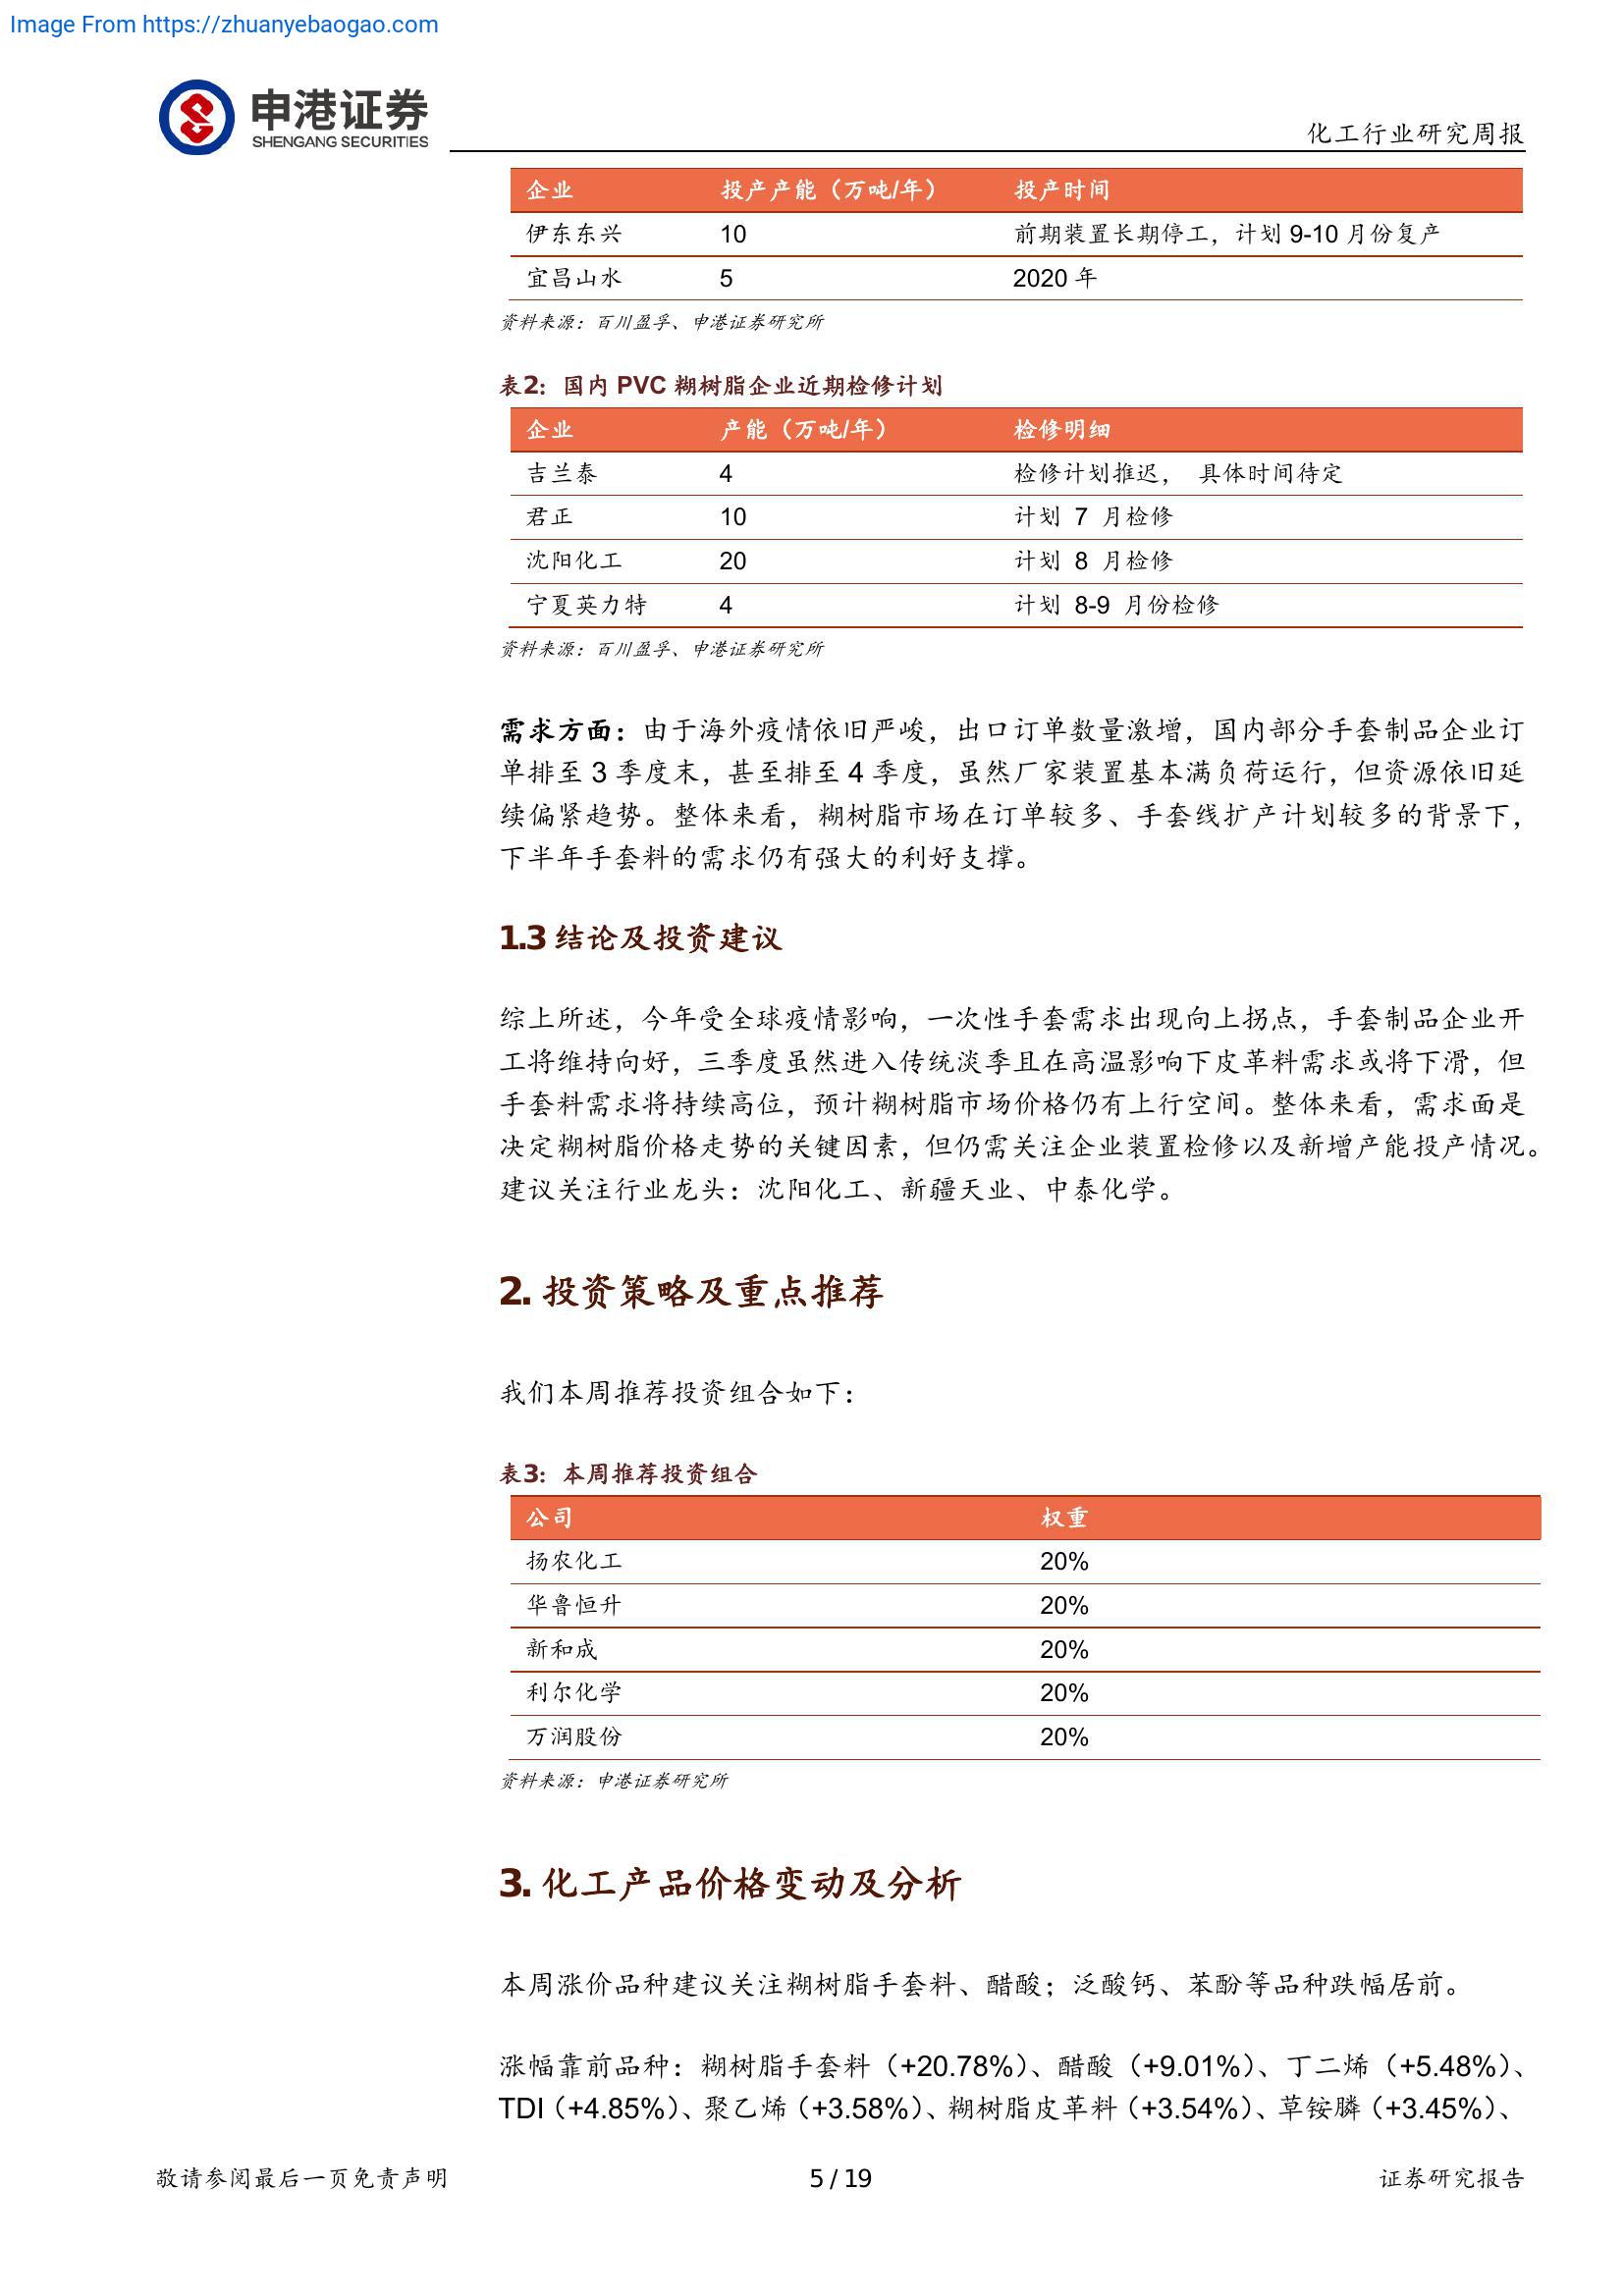 Image From https://zhuanyebaogao.com
申港证券
SHENGANG SECURITIES
化工行业研究周报
企业 投产产能（万吨/年） 投产时间
伊东东兴 10 前期装置长期停工，计划 9-10 月份复产
宜昌山水 5 2020 年
资料来源：百川盈孚、申港证券研究所
表2：国内 PVC 糊树脂企业近期检修计划
企业 产能（万吨/年） 检修明细
吉兰泰 4 检修计划推迟， 具体时间待定
君正 10 计划 7 月检修
沈阳化工 20 计划 8 月检修
宁夏英力特 4 计划 8-9 月份检修
资料来源：百川盈孚、申港证券研究所
需求方面：由于海外疫情依旧严峻，出口订单数量激增，国内部分手套制品企业订
单排至 3 季度末，甚至排至 4 季度，虽然厂家装置基本满负荷运行，但资源依旧延
续偏紧趋势。整体来看，糊树脂市场在订单较多、手套线扩产计划较多的背景下，
下半年手套料的需求仍有强大的利好支撑。
1.3 结论及投资建议
综上所述，今年受全球疫情影响，一次性手套需求出现向上拐点，手套制品企业开
工将维持向好，三季度虽然进入传统淡季且在高温影响下皮革料需求或将下滑，但
手套料需求将持续高位，预计糊树脂市场价格仍有上行空间。整体来看，需求面是
决定糊树脂价格走势的关键因素，但仍需关注企业装置检修以及新增产能投产情况。
建议关注行业龙头：沈阳化工、新疆天业、中泰化学。
2. 投资策略及重点推荐
我们本周推荐投资组合如下：
表3：本周推荐投资组合
公司 权重
扬农化工 20%
华鲁恒升 20%
新和成 20%
利尔化学 20%
万润股份 20%
资料来源：申港证券研究所
3. 化工产品价格变动及分析
本周涨价品种建议关注糊树脂手套料、醋酸；泛酸钙、苯酚等品种跌幅居前。
涨幅靠前品种：糊树脂手套料（+20.78%）、醋酸（+9.01%）、丁二烯（+5.48%）、
TDI（+4.85%）、聚乙烯（+3.58%）、糊树脂皮革料（+3.54%）、草铵膦（+3.45%）、
敬请参阅最后一页免责声明 5 / 19 证券研究报告